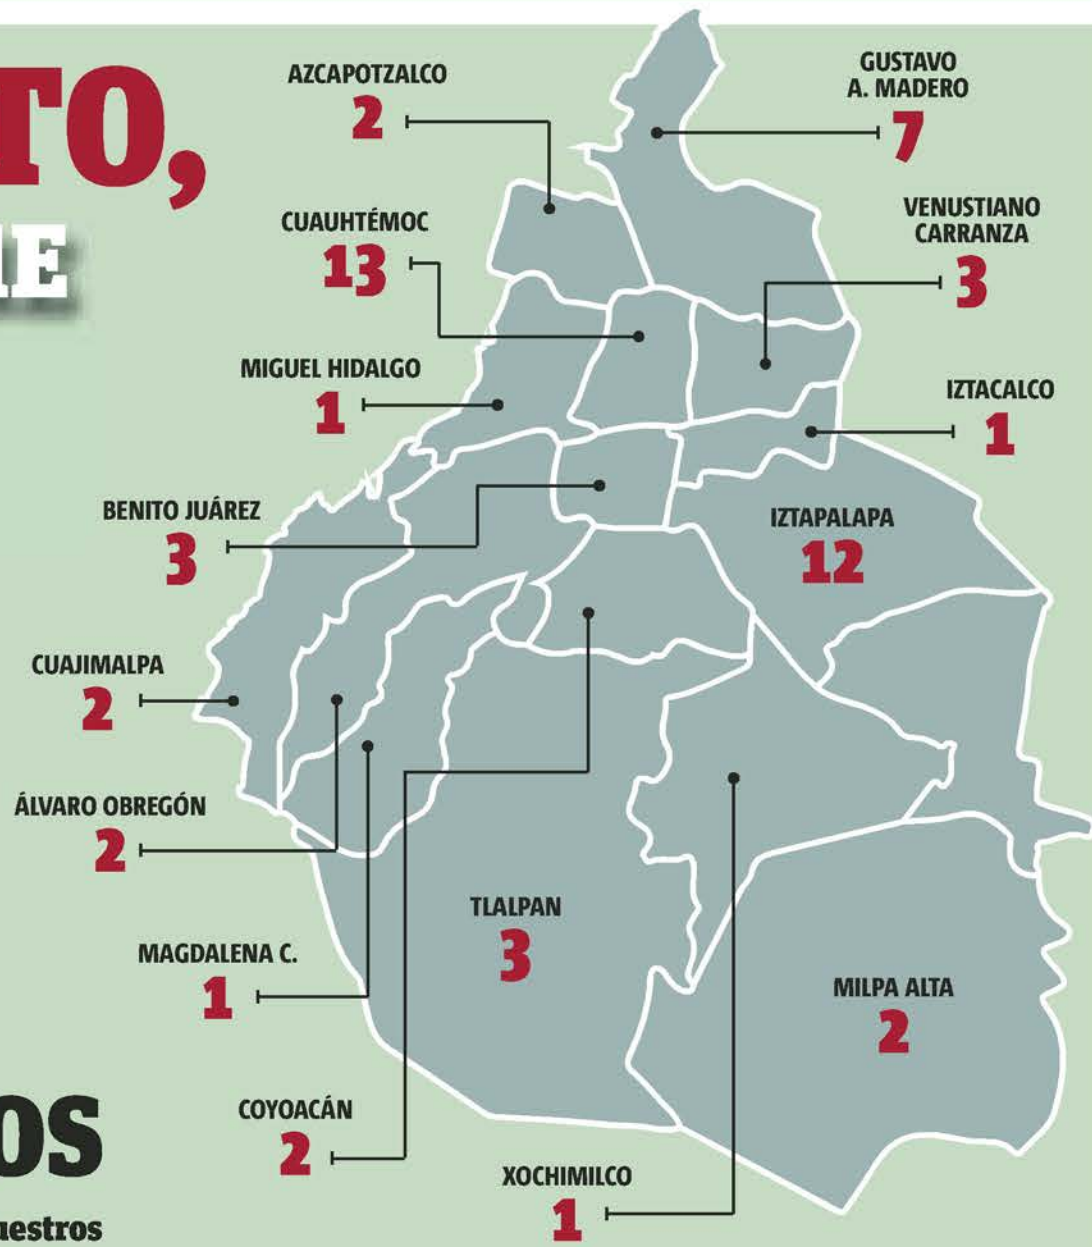 TO,
AZCAPOTZALCO
2
GUSTAVO
A. MADERO
7
CUAUHTÉMOC
13
VENUSTIANO
CARRANZA
3
MIGUEL HIDALGO
1
IZTACALCO
1
BENITO JUÁREZ
3
IZTAPALAPA
12
CUAJIMALPA
2
ÁLVARO OBREGÓN
2
TLALPAN
3
MAGDALENA C.
1
MILPA ALTA
2
COYOACÁN
2
OS
XOCHIMILCO
1
uestros